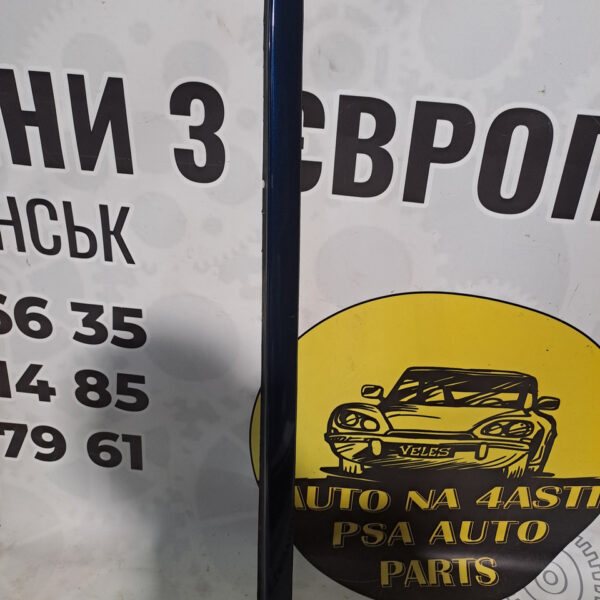 НИ З ЄВРОП
НСЬК
66 35
14 85
79 61
VELES
AUTO NA 4ASTI
PSA AUTO
PARTS